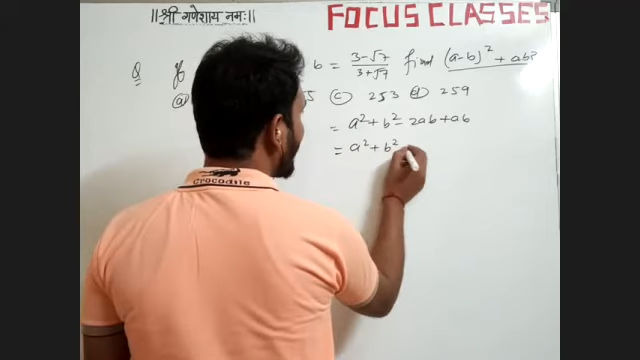 ||श्री गणेशाय नमः||
FOCUS CLASSES
Q If b = 3-√7/3+√7 find (a-b)² + ab?
(a) 5 (c) 253 (d) 259
= a² + b² - 2ab + ab
= a² + b²
Crocodile